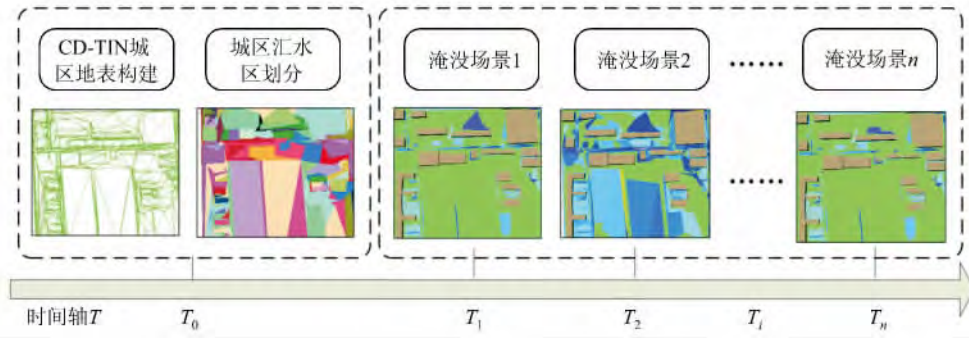 CD-TIN城
区地表构建
城区汇水
区划分
淹没场景1
淹没场景2
……
淹没场景n
……
时间轴T
T0
T1
T2
Ti
Tn